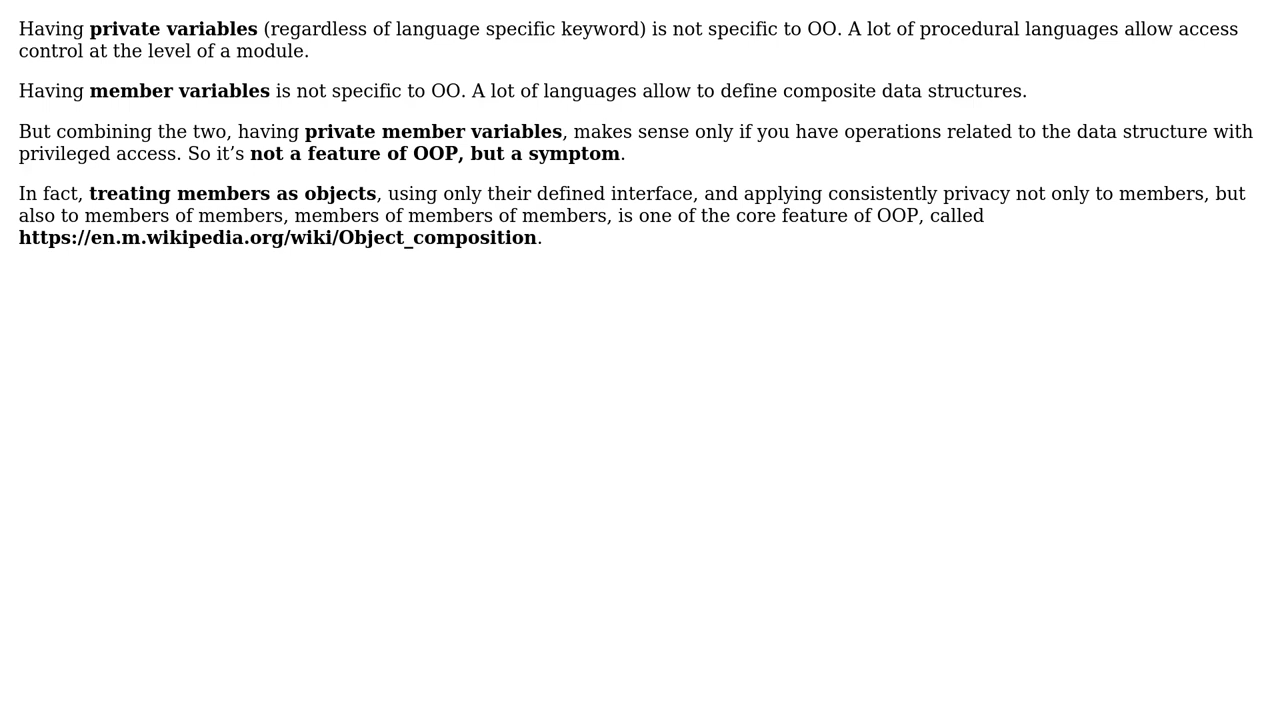 Having private variables (regardless of language specific keyword) is not specific to OO. A lot of procedural languages allow access
control at the level of a module.
Having member variables is not specific to OO. A lot of languages allow to define composite data structures.
But combining the two, having private member variables, makes sense only if you have operations related to the data structure with
privileged access. So it’s not a feature of OOP, but a symptom.
In fact, treating members as objects, using only their defined interface, and applying consistently privacy not only to members, but
also to members of members, members of members of members, is one of the core feature of OOP, called
https://en.m.wikipedia.org/wiki/Object_composition.